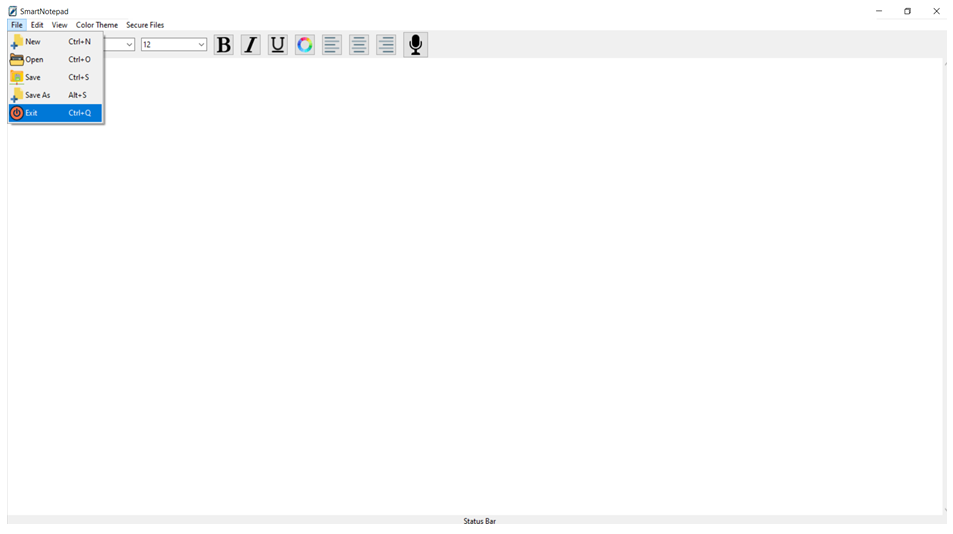 SmartNotepad
File Edit View Color Theme Secure Files
New Ctrl+N
12
B I U
Open Ctrl+O
Save Ctrl+S
Save As Alt+S
Exit Ctrl+Q
Status Bar